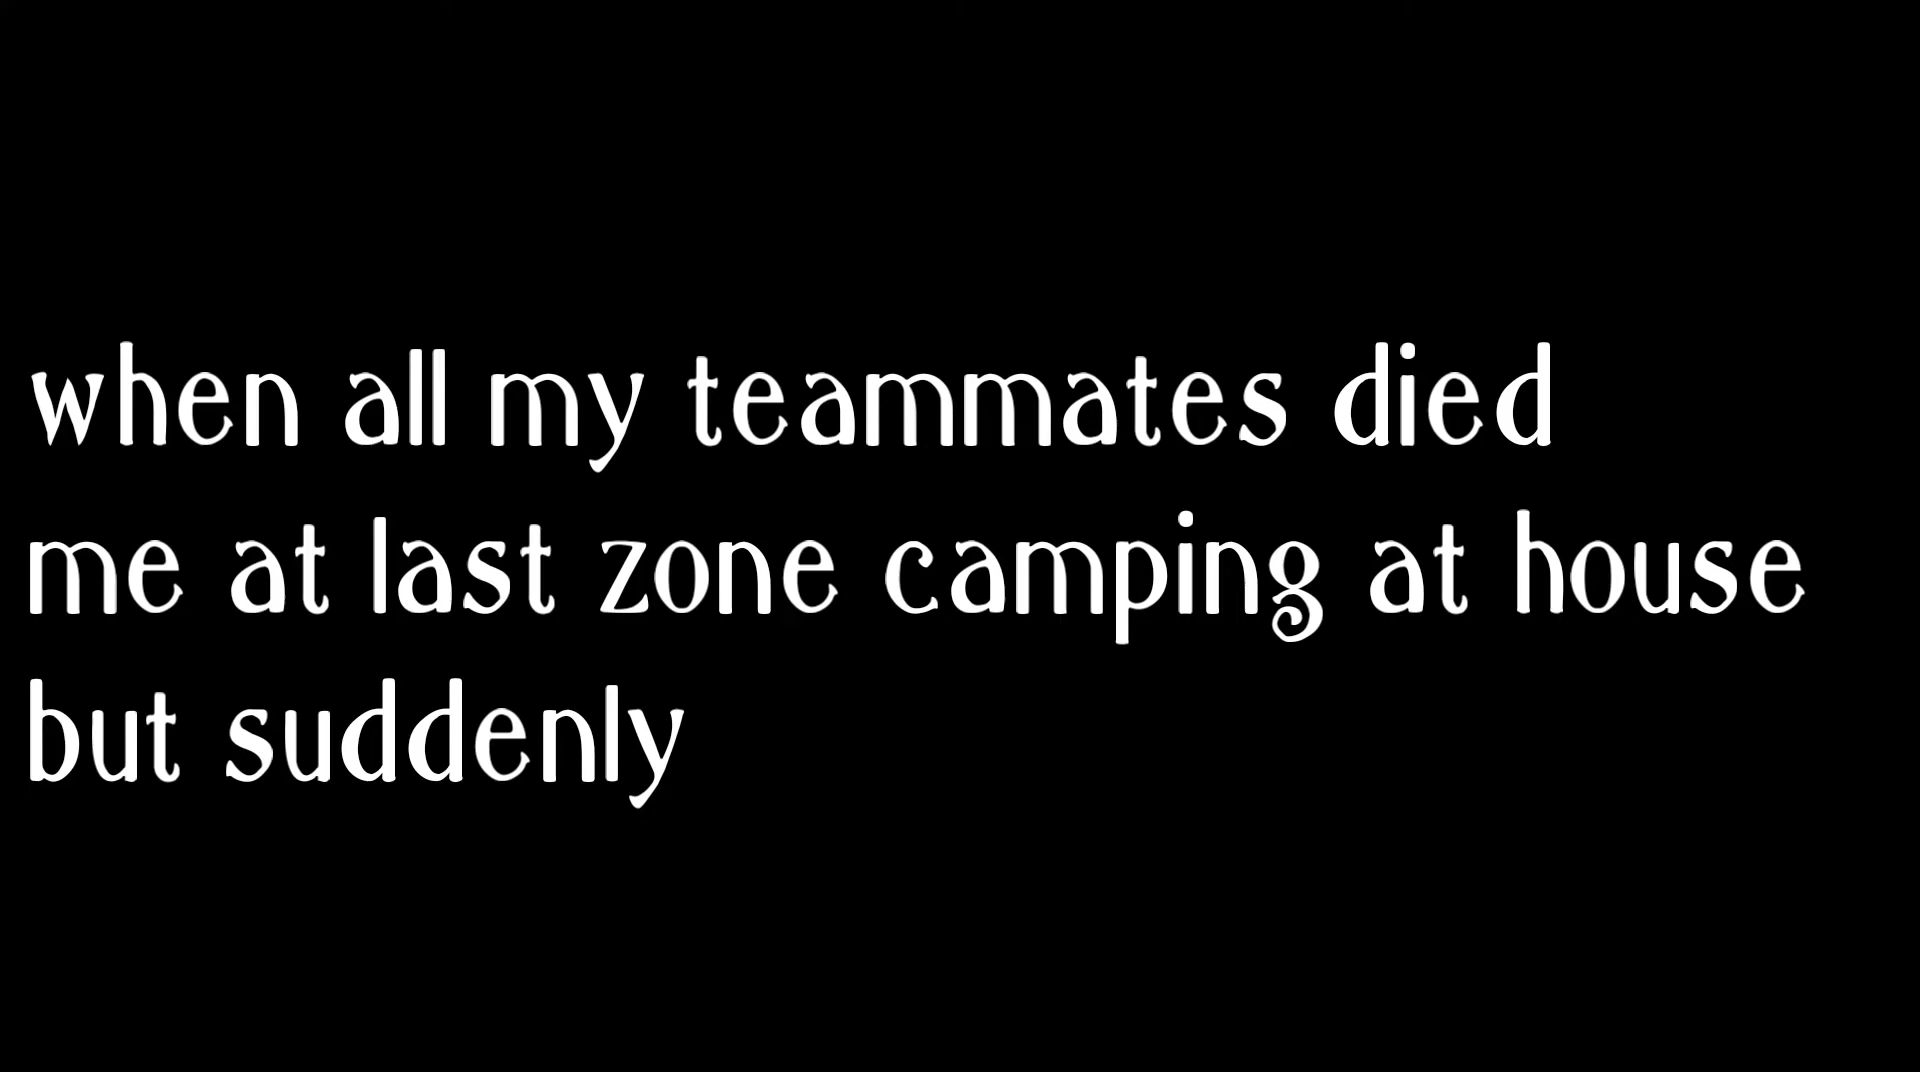 when all my teammates died
me at last zone camping at house
but suddenly